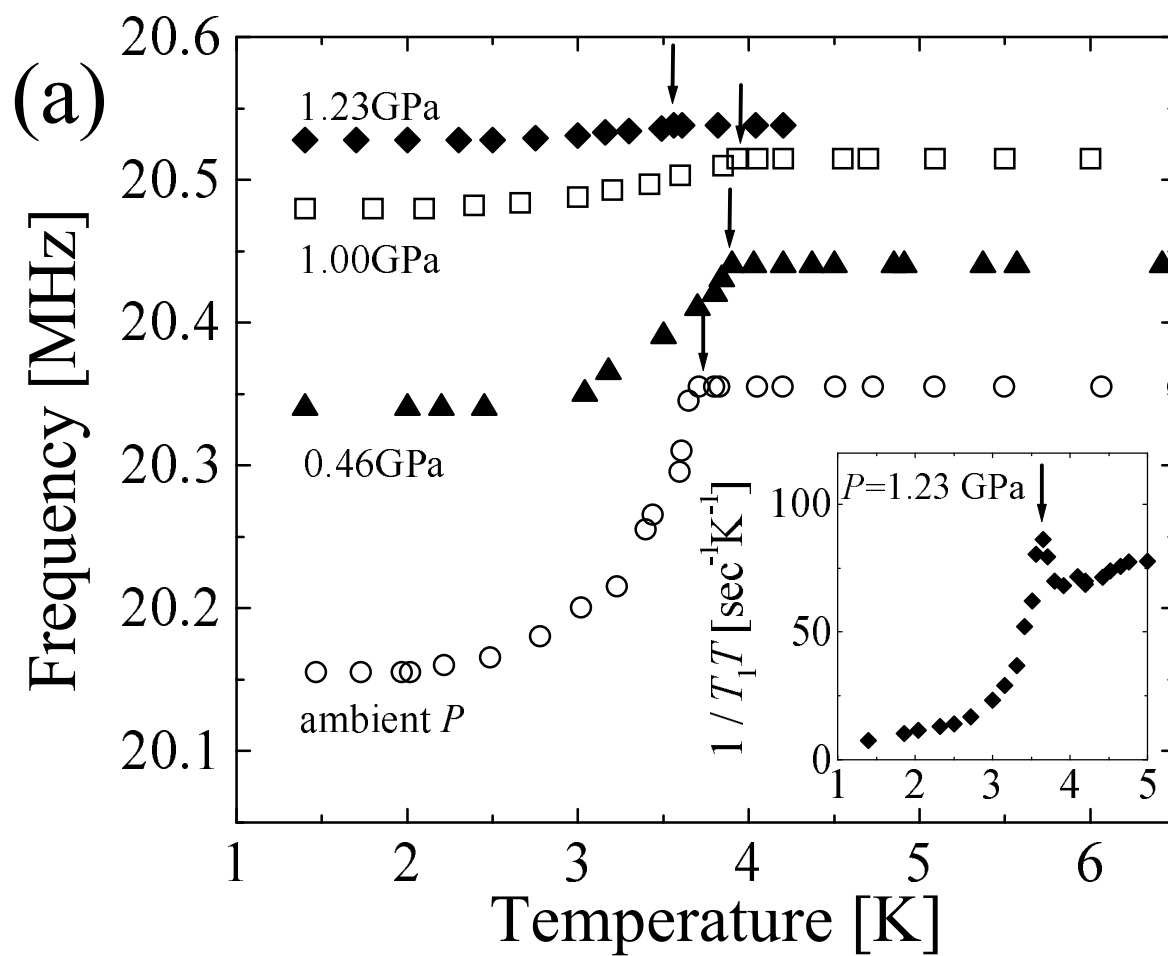 (a)
Frequency [MHz]
20.6
20.5
20.4
20.3
20.2
20.1
1.23GPa
1.00GPa
0.46GPa
ambient P
1 / T₁T [sec⁻¹K⁻¹]
P=1.23 GPa
100
50
0
1 2 3 4 5
1 2 3 4 5 6
Temperature [K]